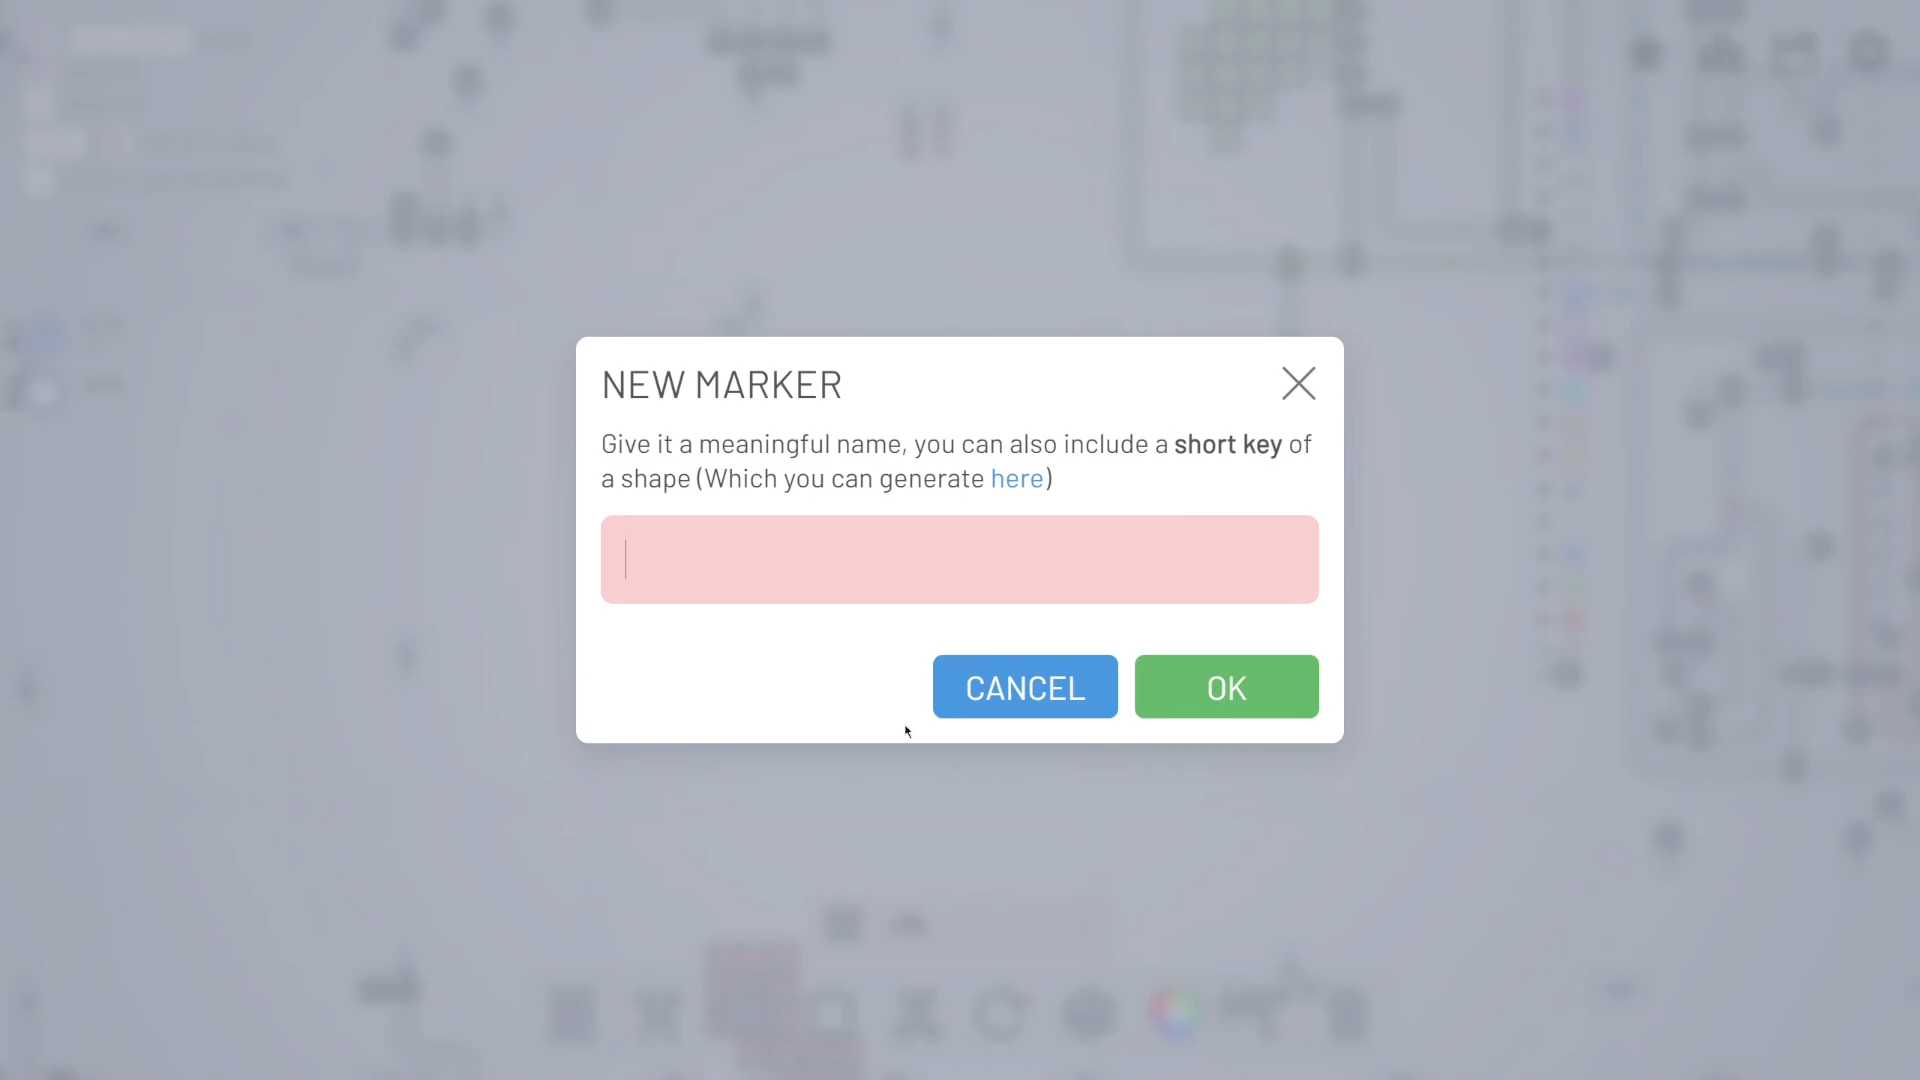 NEW MARKER
Give it a meaningful name, you can also include a short key of
a shape (Which you can generate here)
CANCEL
OK